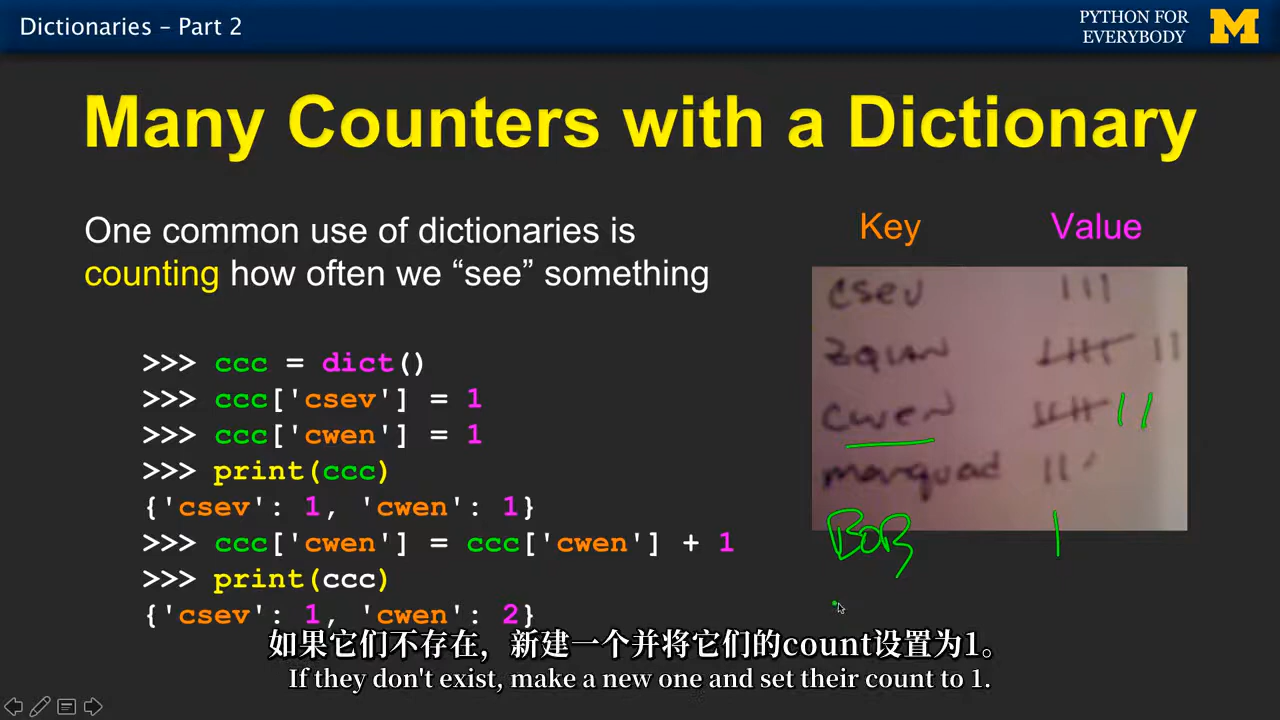 Dictionaries – Part 2
PYTHON FOR
EVERYBODY
M
Many Counters with a Dictionary
One common use of dictionaries is
counting how often we “see” something
>>> ccc = dict()
>>> ccc['csev'] = 1
>>> ccc['cwen'] = 1
>>> print(ccc)
{'csev': 1, 'cwen': 1}
>>> ccc['cwen'] = ccc['cwen'] + 1
>>> print(ccc)
{'csev': 1, 'cwen': 2}
Key Value
csev
zqian
cwen
marquad
BOB
如果它们不存在，新建一个并将它们的count设置为1。
If they don't exist, make a new one and set their count to 1.